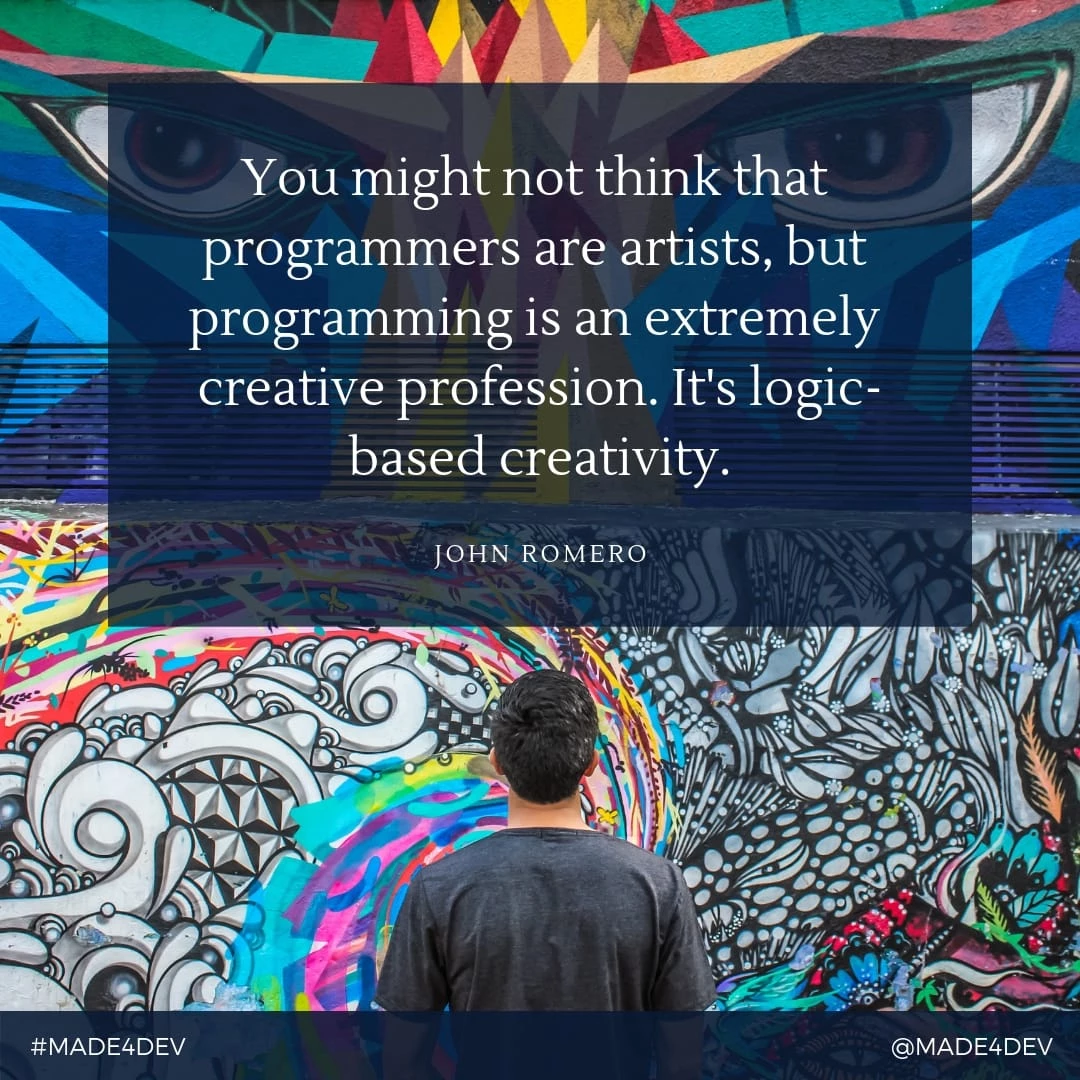 You might not think that
programmers are artists, but
programming is an extremely
creative profession. It's logic-
based creativity.
JOHN ROMERO
#MADE4DEV
@MADE4DEV